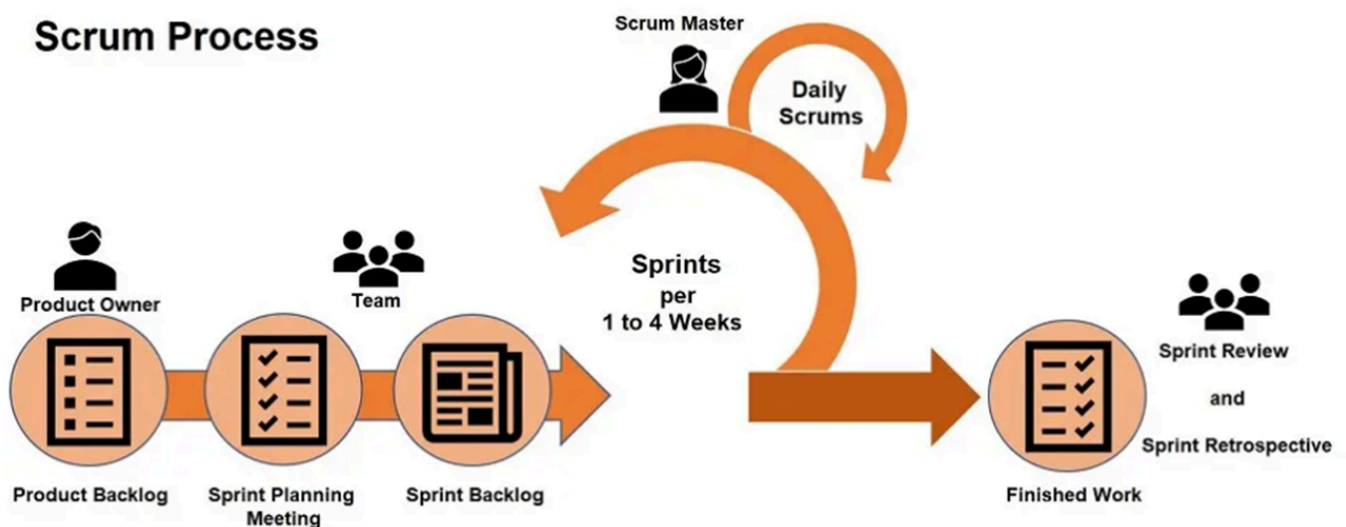 Scrum Process
Scrum Master
Daily
Scrums
Product Owner
Team
Sprints
per
1 to 4 Weeks
Sprint Review
and
Sprint Retrospective
Product Backlog
Sprint Planning
Meeting
Sprint Backlog
Finished Work